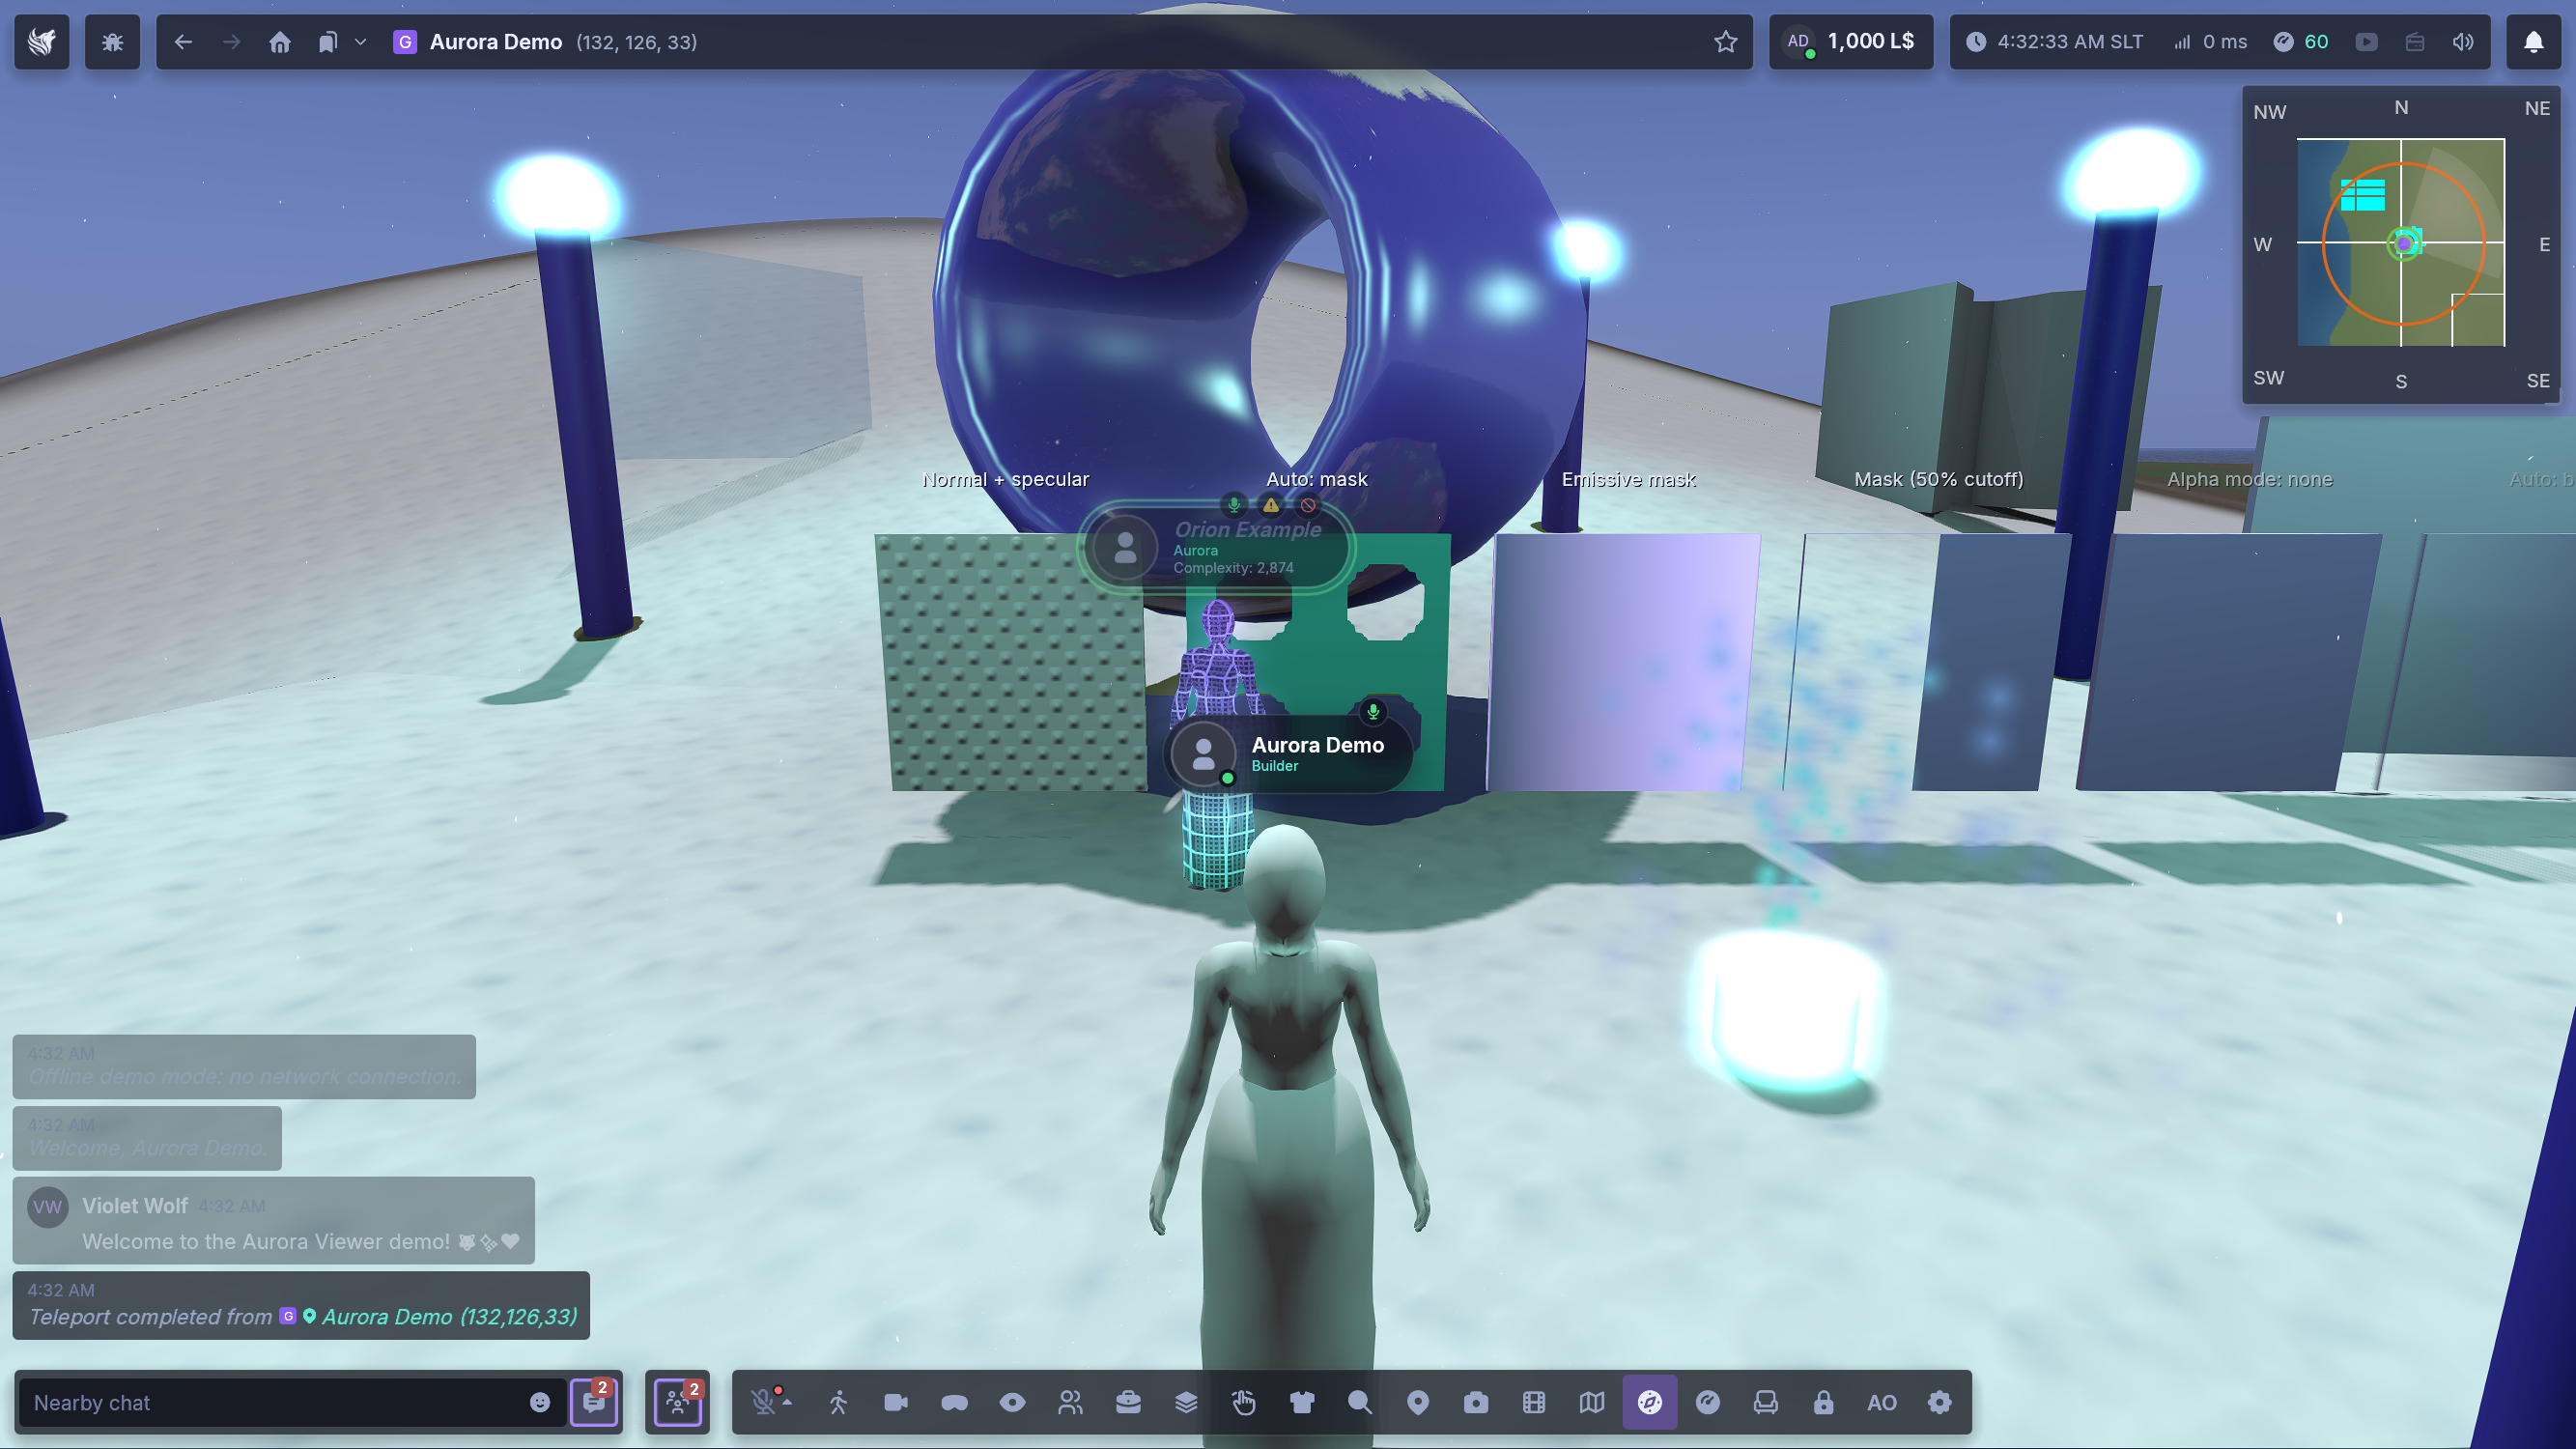 G Aurora Demo (132, 126, 33)
AD 1,000 L$
4:32:33 AM SLT 0 ms 60
NW N NE
W E
SW S SE
Normal + specular
Auto: mask
Emissive mask
Mask (50% cutoff)
Alpha mode: none
Auto: b
Orion Example
Aurora
Complexity: 2,874
Aurora Demo
Builder
4:32 AM
Offline demo mode: no network connection.
4:32 AM
Welcome, Aurora Demo.
VW Violet Wolf 4:32 AM
Welcome to the Aurora Viewer demo!
4:32 AM
Teleport completed from G Aurora Demo (132,126,33)
Nearby chat 2 2 AO